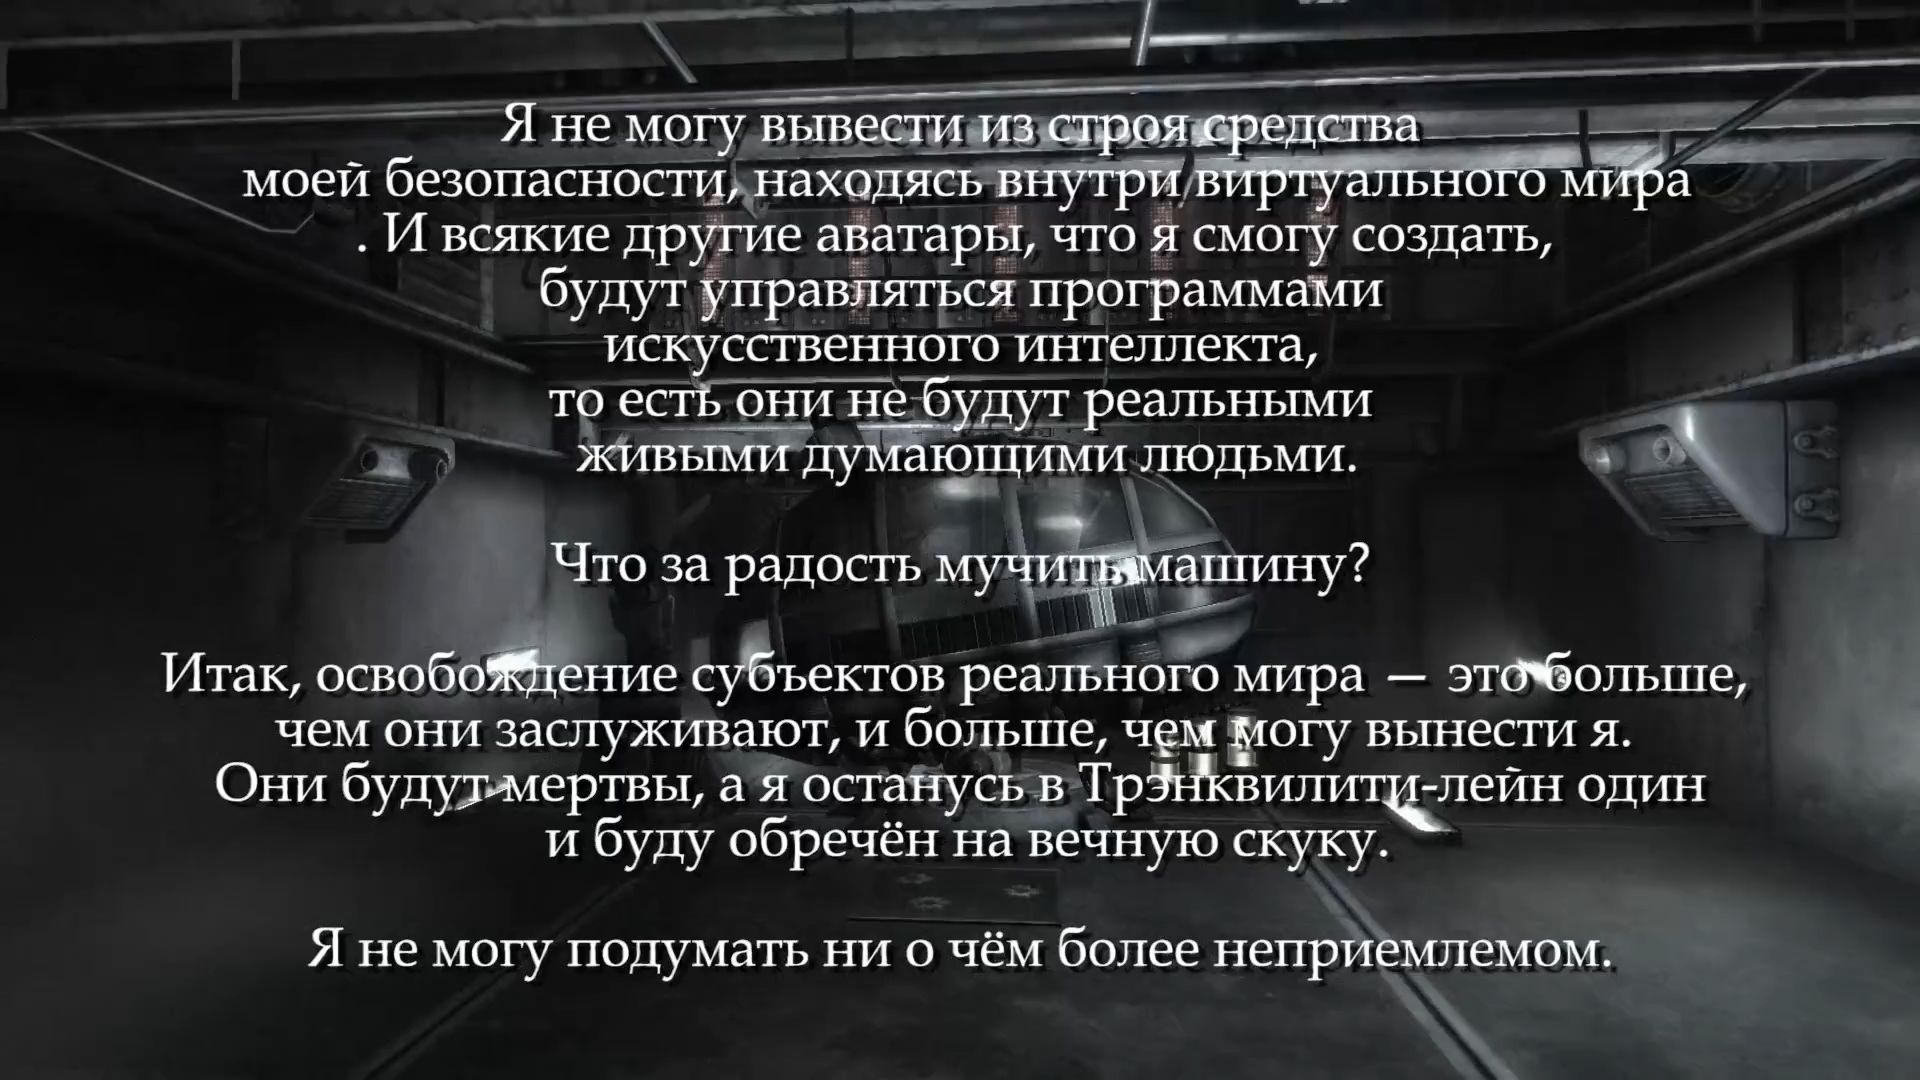 Я не могу вывести из строя средства
моей безопасности, находясь внутри виртуального мира
. И всякие другие аватары, что я смогу создать,
будут управляться программами
искусственного интеллекта,
то есть они не будут реальными
живыми думающими людьми.
Что за радость мучить машину?
Итак, освобождение субъектов реального мира — это больше,
чем они заслуживают, и больше, чем могу вынести я.
Они будут мертвы, а я останусь в Трэнквилити-лейн один
и буду обречён на вечную скуку.
Я не могу подумать ни о чём более неприемлемом.